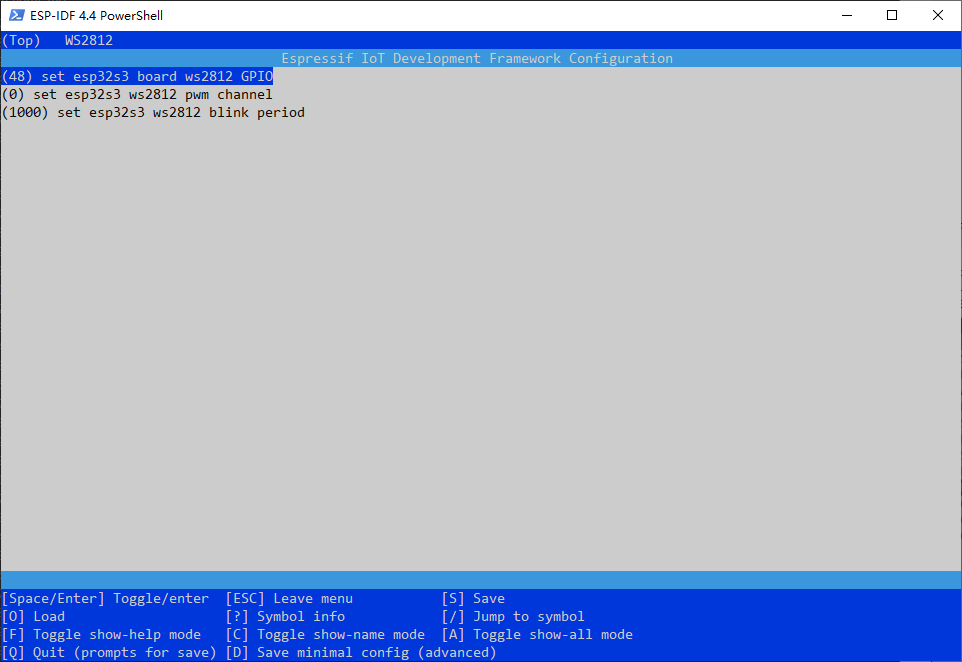 ESP-IDF 4.4 PowerShell
(Top)   WS2812
Espressif IoT Development Framework Configuration
(48) set esp32s3 board ws2812 GPIO
(0) set esp32s3 ws2812 pwm channel
(1000) set esp32s3 ws2812 blink period
[Space/Enter] Toggle/enter  [ESC] Leave menu           [S] Save
[O] Load                    [?] Symbol info            [/] Jump to symbol
[F] Toggle show-help mode   [C] Toggle show-name mode  [A] Toggle show-all mode
[Q] Quit (prompts for save) [D] Save minimal config (advanced)